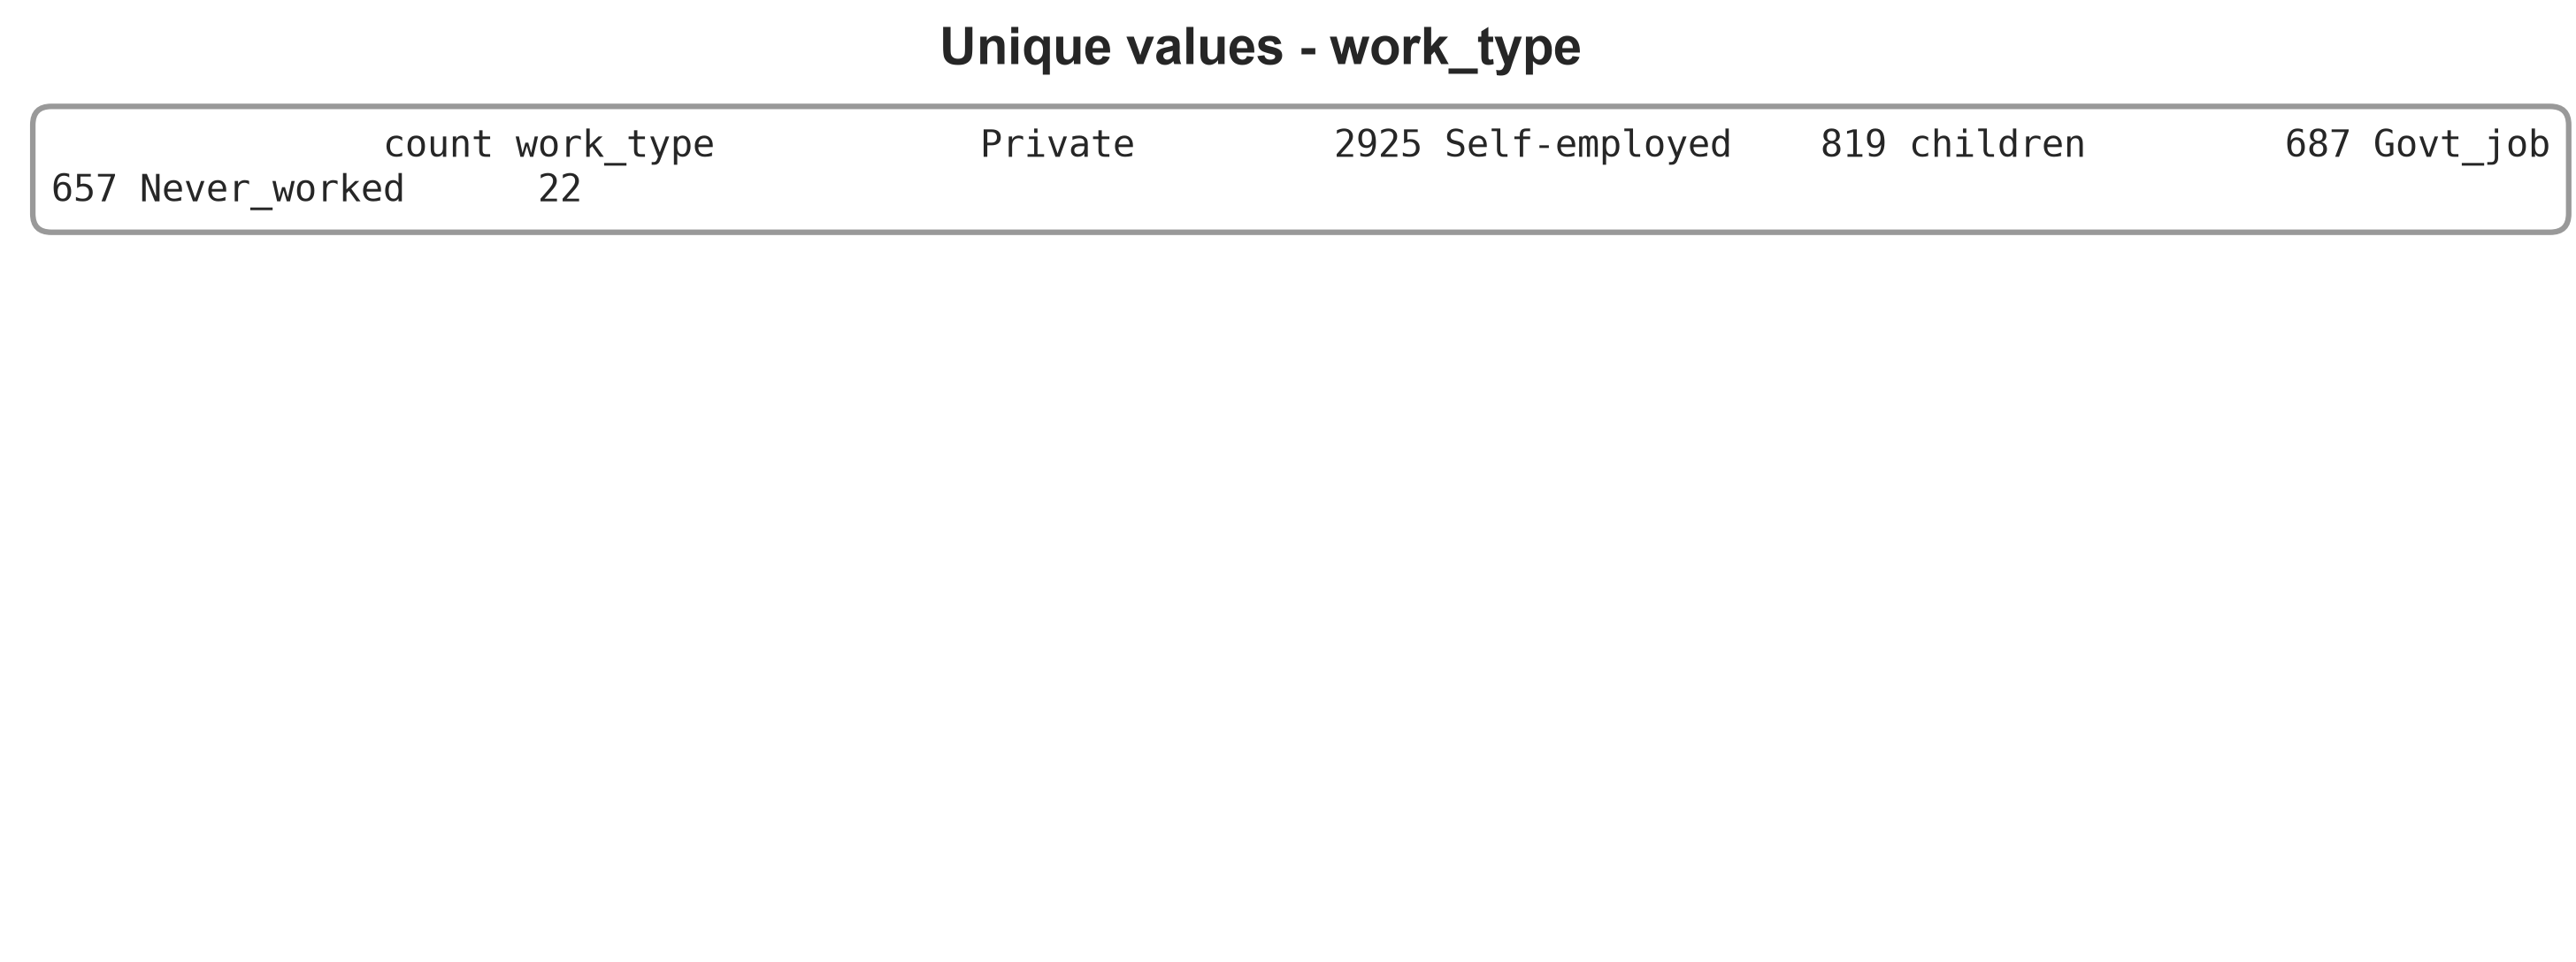 Unique values - work_type
count work_type Private 2925 Self-employed 819 children 687 Govt_job
657 Never_worked 22